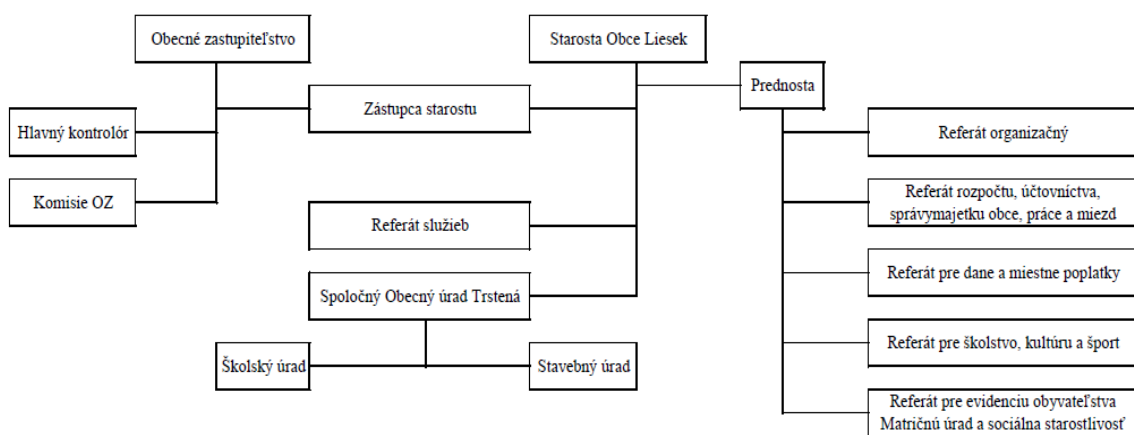 Obecné zastupiteľstvo
Starosta Obce Liesek
Prednosta
Zástupca starostu
Hlavný kontrolór
Referát organizačný
Komisie OZ
Referát rozpočtu, účtovníctva,
správymajetku obce, práce a miezd
Referát služieb
Referát pre dane a miestne poplatky
Spoločný Obecný úrad Trstená
Referát pre školstvo, kultúru a šport
Školský úrad
Stavebný úrad
Referát pre evidenciu obyvateľstva
Matričnú úrad a sociálna starostlivosť